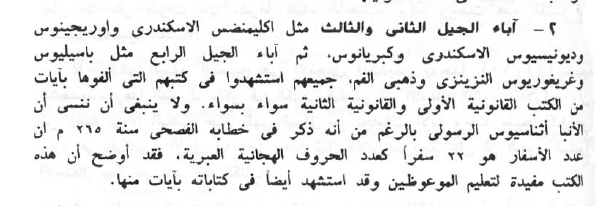 ٢ - آباء الجيل الثانى والثالث مثل اكليمنضس الاسكندرى واوريجينوس
وديونيسيوس الاسكندرى وكبريانوس، ثم آباء الجيل الرابع مثل باسيليوس
وغريغوريوس النزينزى وذهبى الفم، جميعهم استشهدوا فى كتبهم التى ألفوها بآيات
من الكتب القانونية الأولى والقانونية الثانية سواء بسواء. ولا ينبغى أن ننسى أن
الأنبا أثناسيوس الرسولى بالرغم من أنه ذكر فى خطابه الفصحى سنة ٢٦٥ م ان
عدد الأسفار هو ٢٢ سفراً كعدد الحروف الهجائية العبرية، فقد أوضح أن هذه
الكتب مفيدة لتعليم الموعوظين وقد استشهد أيضاً فى كتاباته بآيات منها.